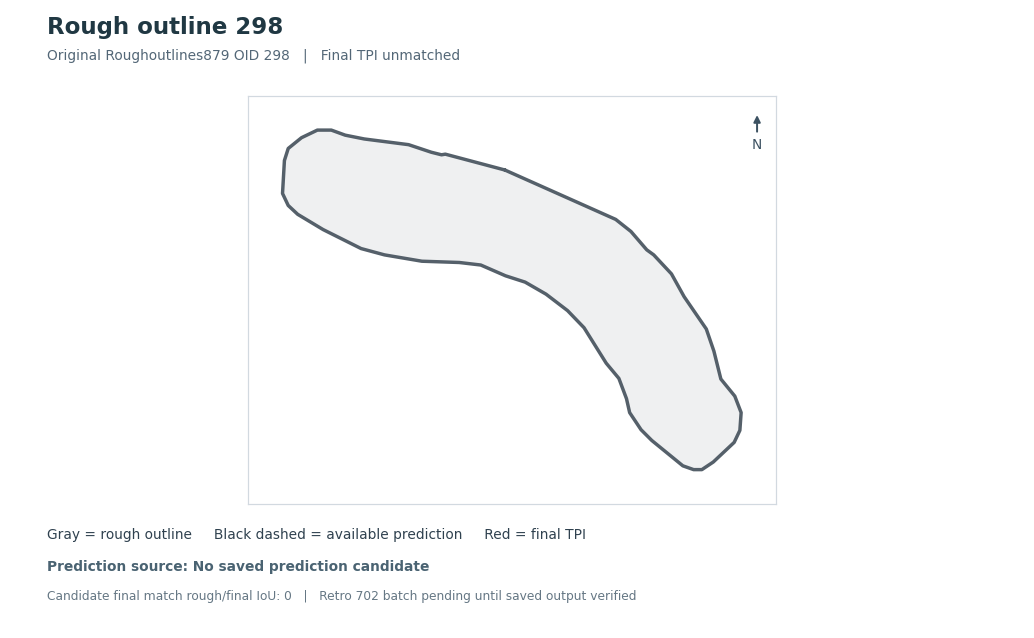 Rough outline 298
Original Roughoutlines879 OID 298   |   Final TPI unmatched
N
Gray = rough outline     Black dashed = available prediction     Red = final TPI
Prediction source: No saved prediction candidate
Candidate final match rough/final IoU: 0   |   Retro 702 batch pending until saved output verified